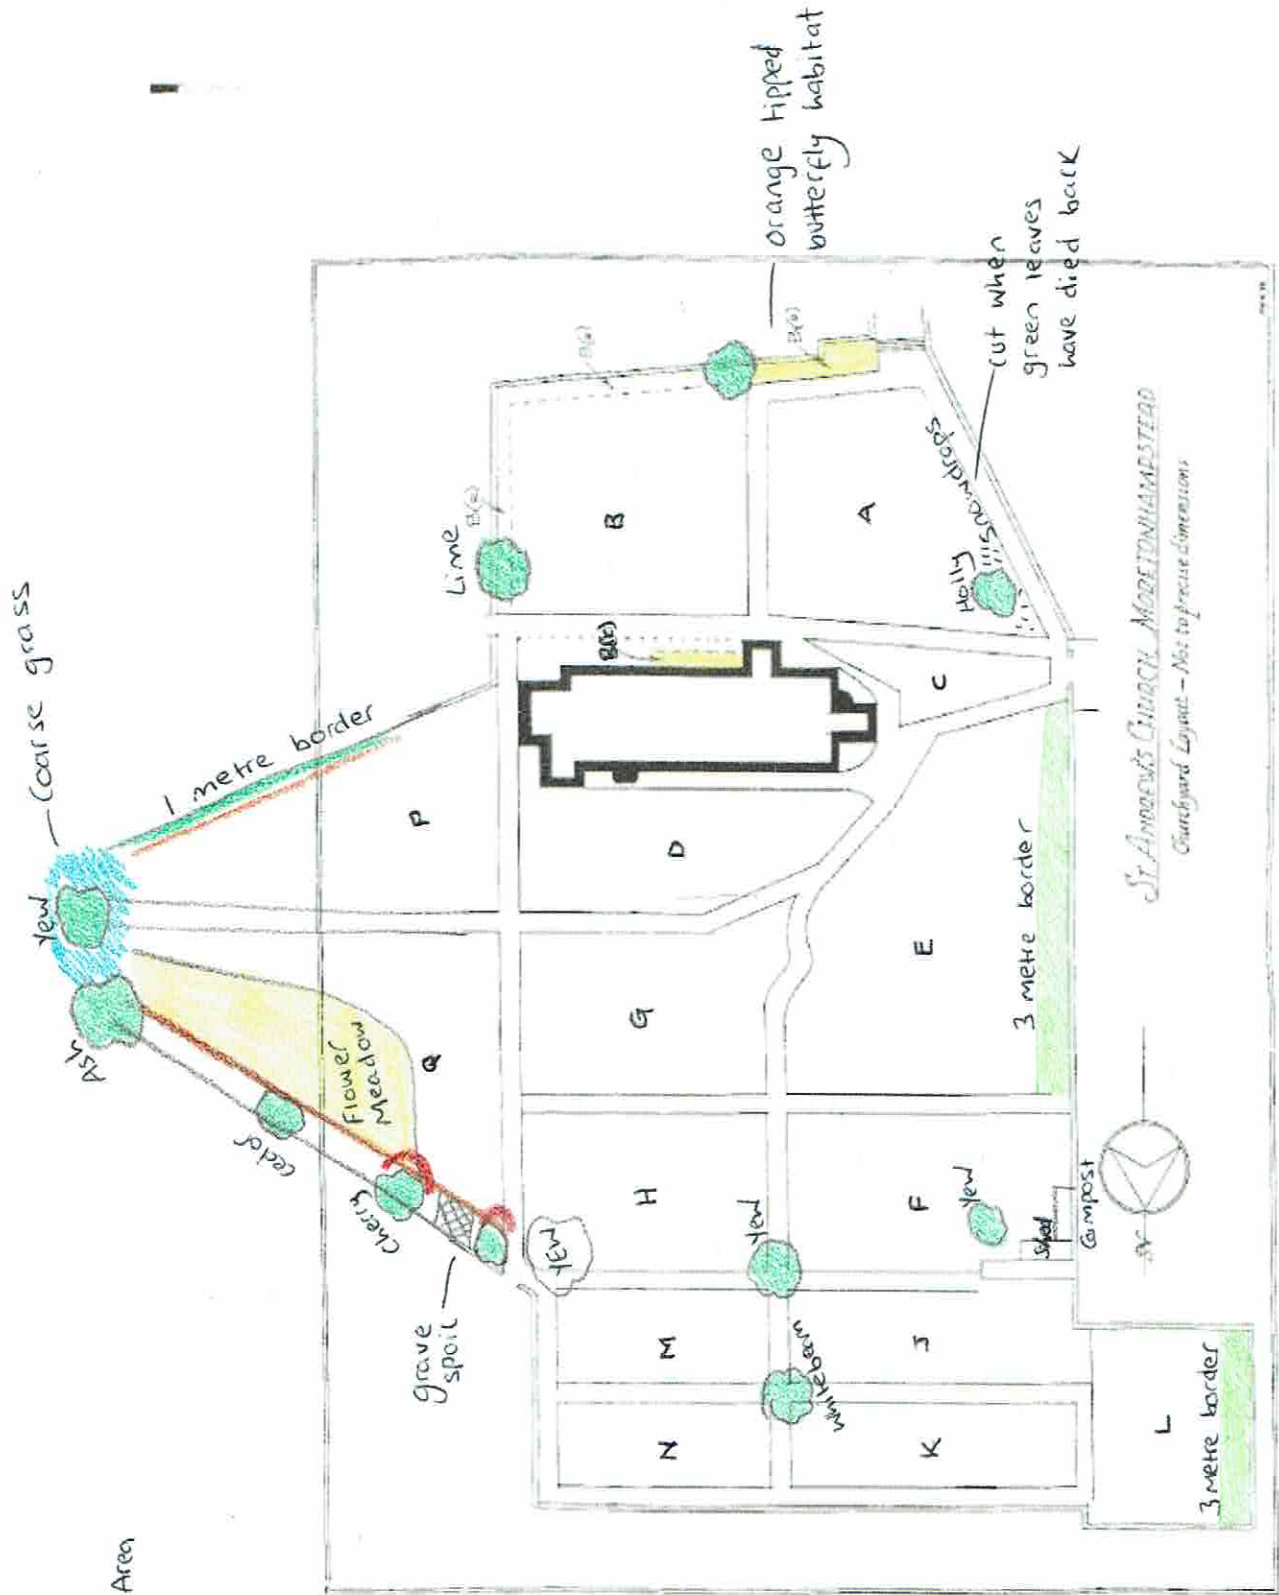 Area
Coarse grass
Yew
Ash
1 metre border
cedor
Cherry
Flower
Meadow
grave
spoil
Q
P
Lime
YEW
N
M
H
G
D
B
Yew
orange tipped
butterfly habitat
Whitebeam
K
J
F
E
C
A
Yew
Holly
Snowdrops
cut when
green leaves
have died back
3 metre border
Shed
Compost
ST ANDREW'S CHURCH MORETONHAMPSTEAD
Churchyard Layout - Not to precise dimensions
L
3 metre border